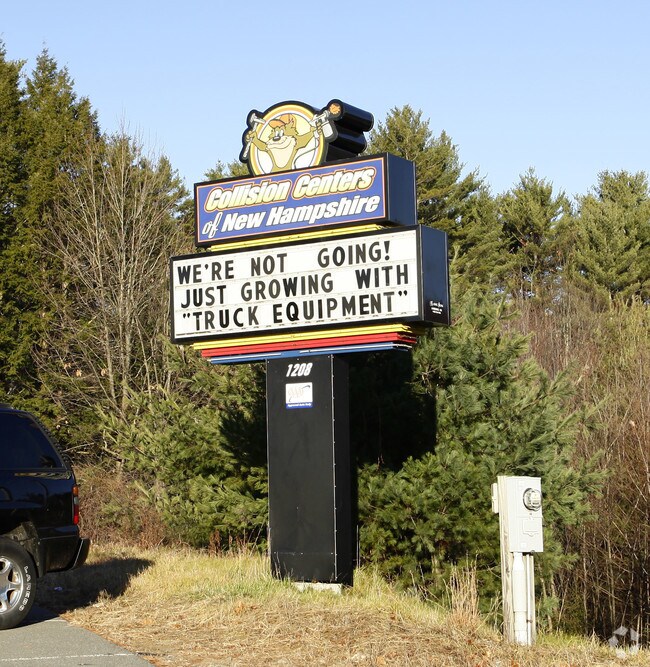 Collision Centers
of New Hampshire
WE'RE NOT GOING!
JUST GROWING WITH
"TRUCK EQUIPMENT"
1208